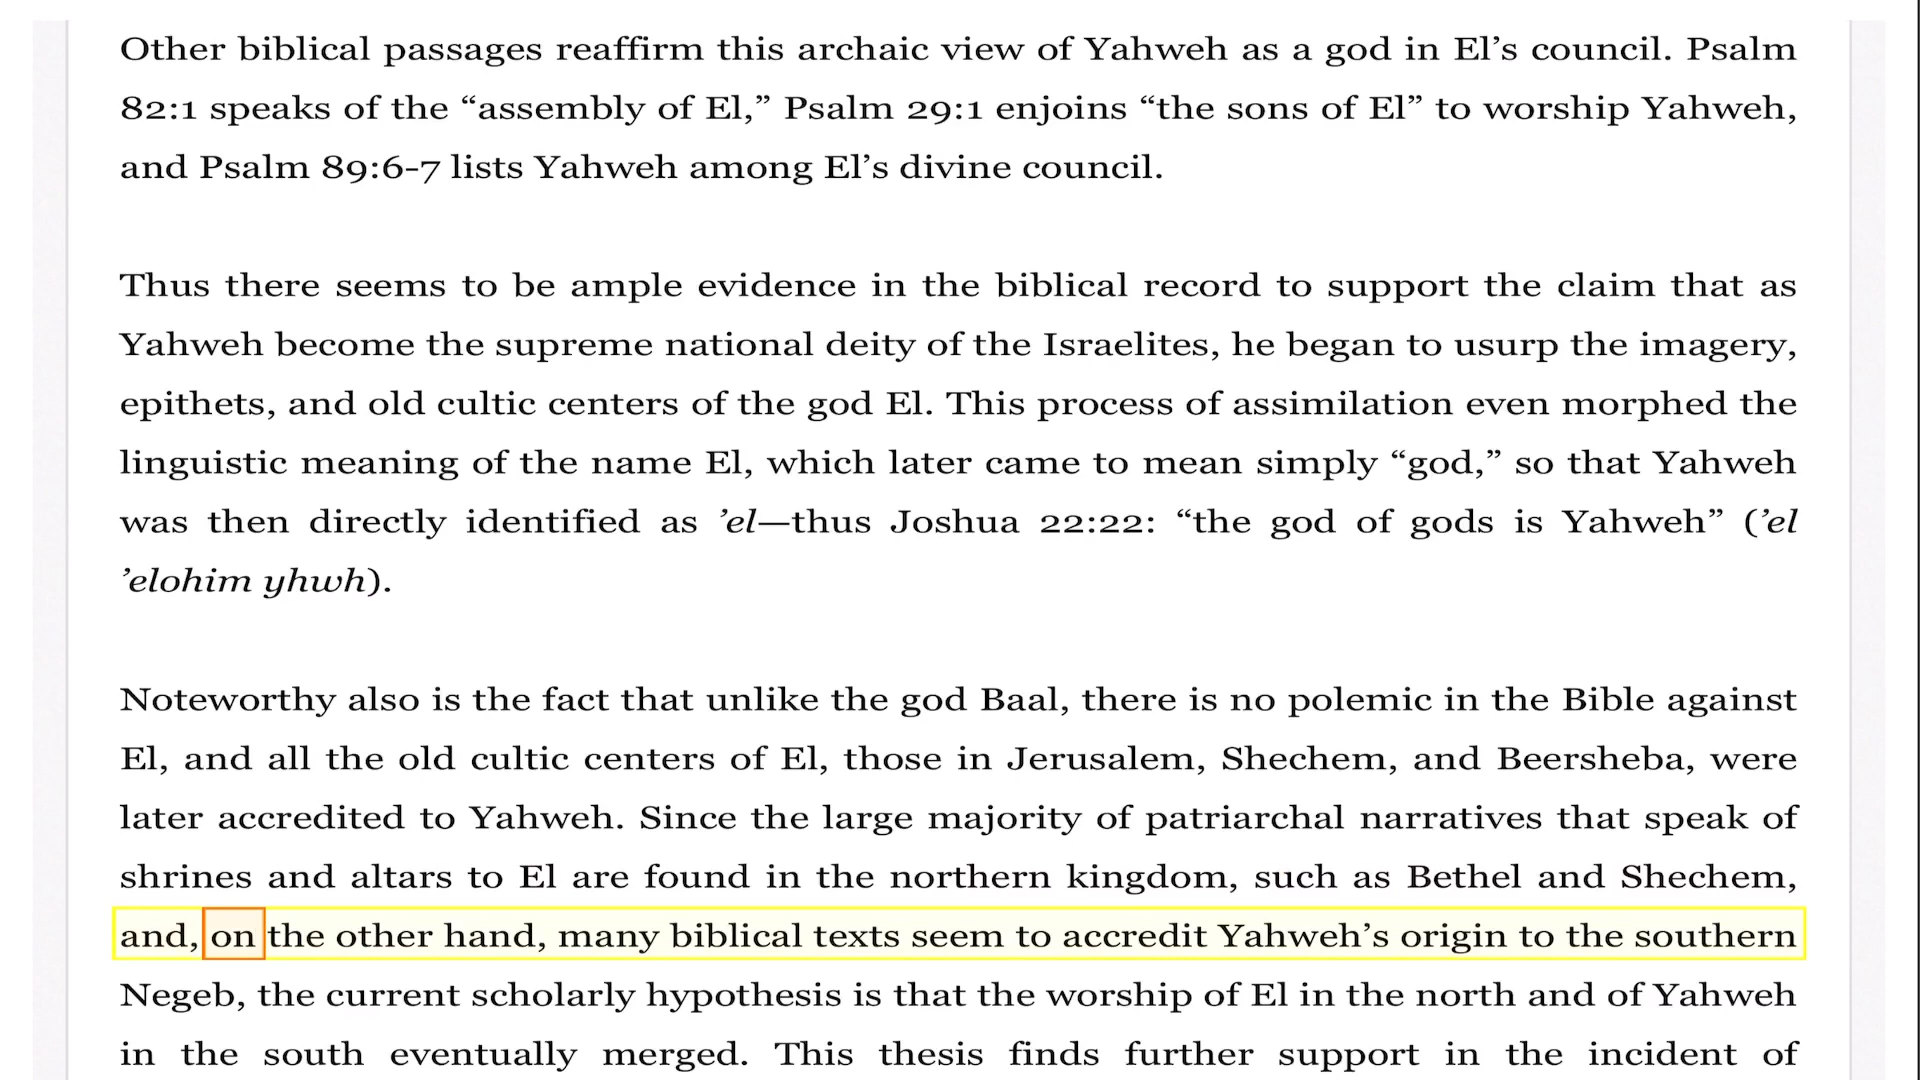 Other biblical passages reaffirm this archaic view of Yahweh as a god in El’s council. Psalm
82:1 speaks of the “assembly of El,” Psalm 29:1 enjoins “the sons of El” to worship Yahweh,
and Psalm 89:6-7 lists Yahweh among El’s divine council.
Thus there seems to be ample evidence in the biblical record to support the claim that as
Yahweh become the supreme national deity of the Israelites, he began to usurp the imagery,
epithets, and old cultic centers of the god El. This process of assimilation even morphed the
linguistic meaning of the name El, which later came to mean simply “god,” so that Yahweh
was then directly identified as ’el—thus Joshua 22:22: “the god of gods is Yahweh” (’el
’elohim yhwh).
Noteworthy also is the fact that unlike the god Baal, there is no polemic in the Bible against
El, and all the old cultic centers of El, those in Jerusalem, Shechem, and Beersheba, were
later accredited to Yahweh. Since the large majority of patriarchal narratives that speak of
shrines and altars to El are found in the northern kingdom, such as Bethel and Shechem,
and, on the other hand, many biblical texts seem to accredit Yahweh’s origin to the southern
Negeb, the current scholarly hypothesis is that the worship of El in the north and of Yahweh
in the south eventually merged. This thesis finds further support in the incident of